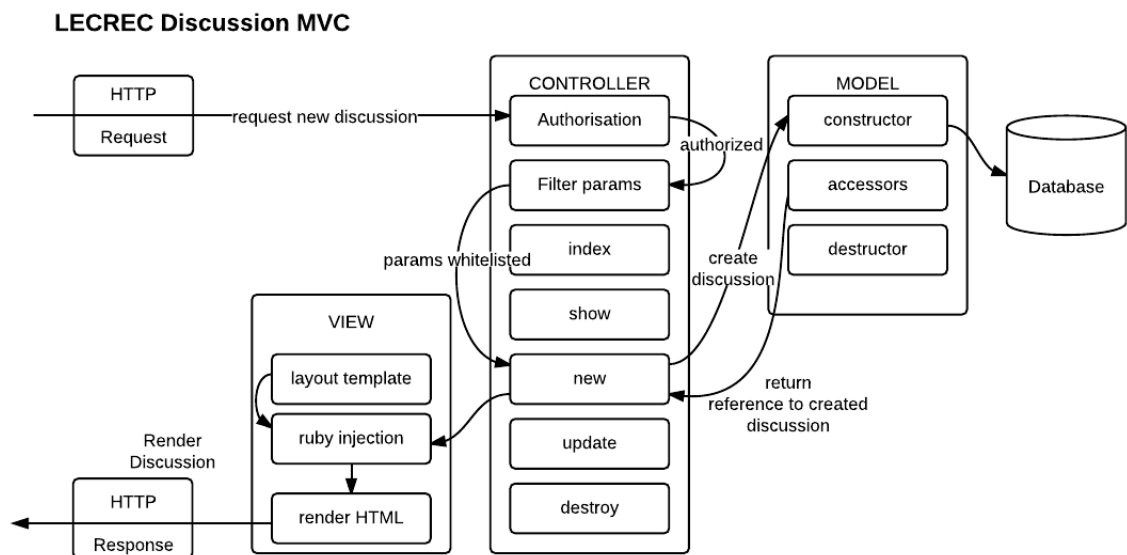 LECREC Discussion MVC
HTTP
Request
request new discussion
CONTROLLER
Authorisation
authorized
Filter params
params whitelisted
index
show
new
update
destroy
MODEL
constructor
accessors
destructor
Database
create
discussion
return
reference to created
discussion
VIEW
layout template
ruby injection
render HTML
Render
Discussion
HTTP
Response